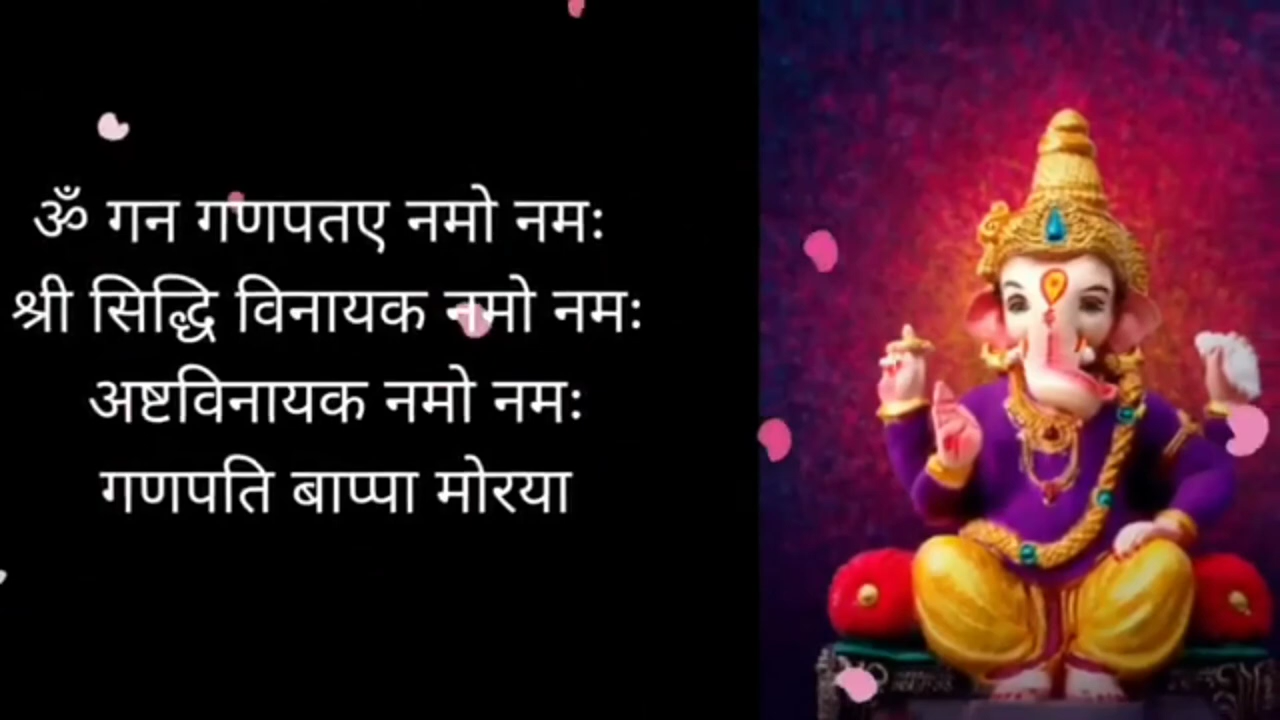 ॐ गन गणपतए नमो नमः
श्री सिद्धि विनायक नमो नमः
अष्टविनायक नमो नमः
गणपति बाप्पा मोरया